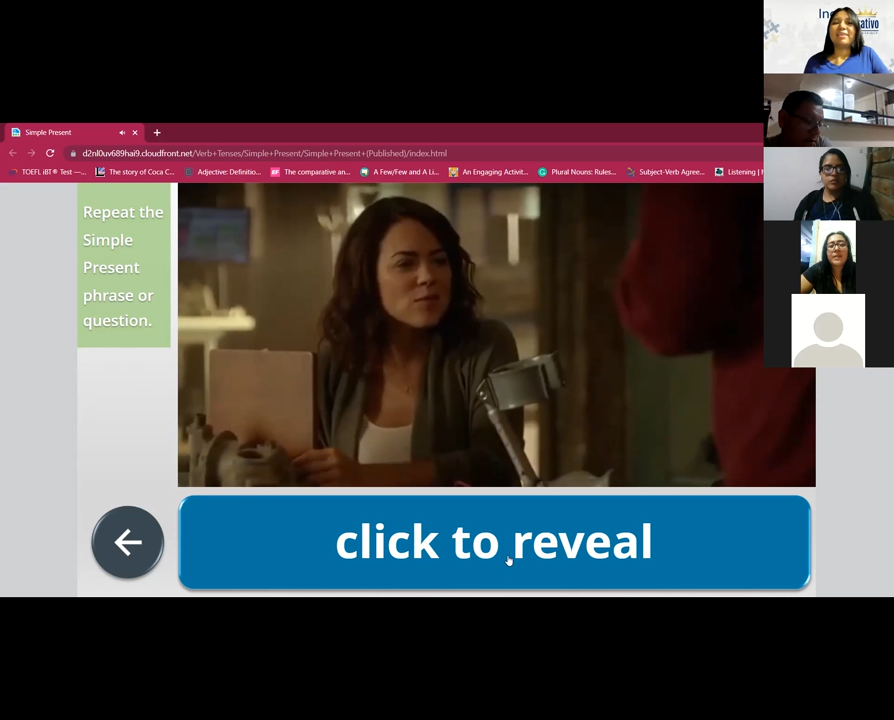 In
ativo
Simple Present
d2nl0uv689hai9.cloudfront.net/Verb+Tenses/Simple+Present/Simple+Present+(Published)/index.html
TOEFL iBT® Test —...
The story of Coca C...
Adjective: Definitio...
The comparative an...
A Few/Few and A Li...
An Engaging Activit...
Plural Nouns: Rules...
Subject-Verb Agree...
Listening |
Repeat the
Simple
Present
phrase or
question.
click to reveal